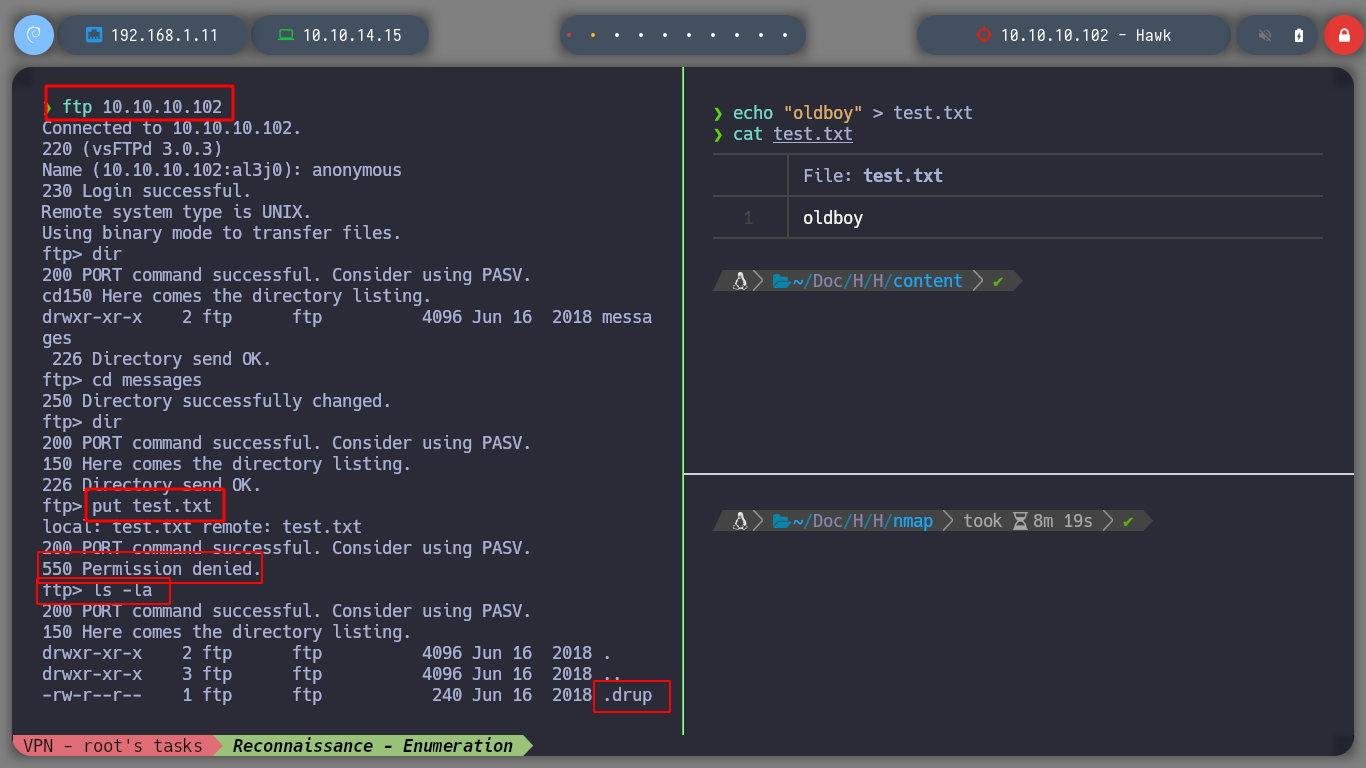 192.168.1.11
10.10.14.15
10.10.10.102 - Hawk
❯ ftp 10.10.10.102
Connected to 10.10.10.102.
220 (vsFTPd 3.0.3)
Name (10.10.10.102:al3j0): anonymous
230 Login successful.
Remote system type is UNIX.
Using binary mode to transfer files.
ftp> dir
200 PORT command successful. Consider using PASV.
cd150 Here comes the directory listing.
drwxr-xr-x    2 ftp      ftp          4096 Jun 16  2018 messa
ges
 226 Directory send OK.
ftp> cd messages
250 Directory successfully changed.
ftp> dir
200 PORT command successful. Consider using PASV.
150 Here comes the directory listing.
226 Directory send OK.
ftp> put test.txt
local: test.txt remote: test.txt
200 PORT command successful. Consider using PASV.
550 Permission denied.
ftp> ls -la
200 PORT command successful. Consider using PASV.
150 Here comes the directory listing.
drwxr-xr-x    2 ftp      ftp          4096 Jun 16  2018 .
drwxr-xr-x    3 ftp      ftp          4096 Jun 16  2018 ..
-rw-r--r--    1 ftp      ftp           240 Jun 16  2018 .drup
❯ echo "oldboy" > test.txt
❯ cat test.txt
File: test.txt
1 oldboy
~/Doc/H/H/content ✔
~/Doc/H/H/nmap took 8m 19s ✔
VPN - root's tasks
Reconnaissance - Enumeration